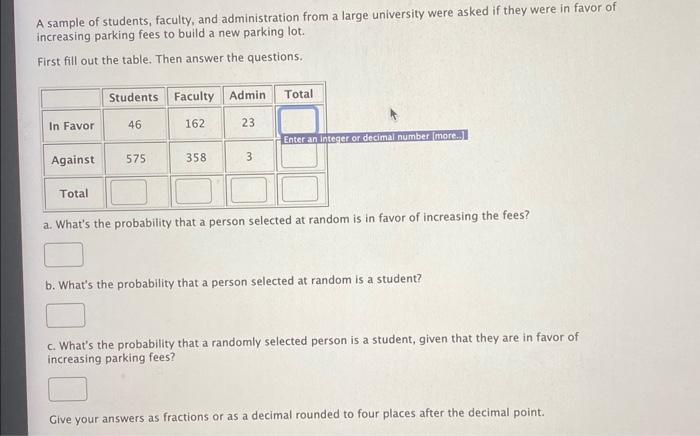 A sample of students, faculty, and administration from a large university were asked if they were in favor of
increasing parking fees to build a new parking lot.
First fill out the table. Then answer the questions.
Students Faculty Admin Total
In Favor 46 162 23
Enter an integer or decimal number [more..]
Against 575 358 3
Total
a. What's the probability that a person selected at random is in favor of increasing the fees?
b. What's the probability that a person selected at random is a student?
c. What's the probability that a randomly selected person is a student, given that they are in favor of
increasing parking fees?
Give your answers as fractions or as a decimal rounded to four places after the decimal point.